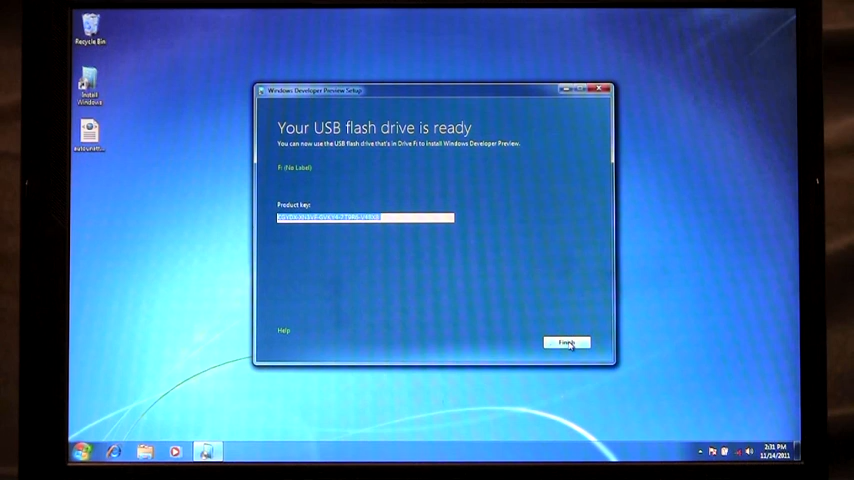 Recycle Bin
Install
Windows
Windows Developer Preview Setup
Your USB flash drive is ready
You can now use the USB flash drive that's in Drive F: to install Windows Developer Preview.
F: (No Label)
Product key:
Help
Finish
2:31 PM
11/14/2011